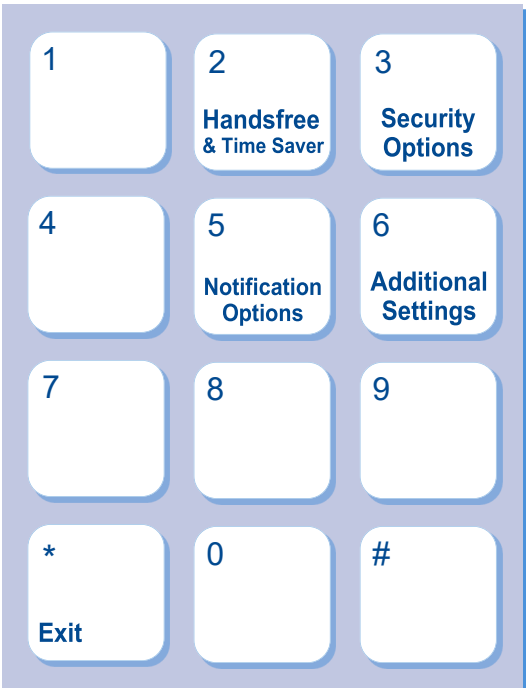 1
2
Handsfree
& Time Saver
3
Security
Options
4
5
Notification
Options
6
Additional
Settings
7
8
9
*
Exit
0
#